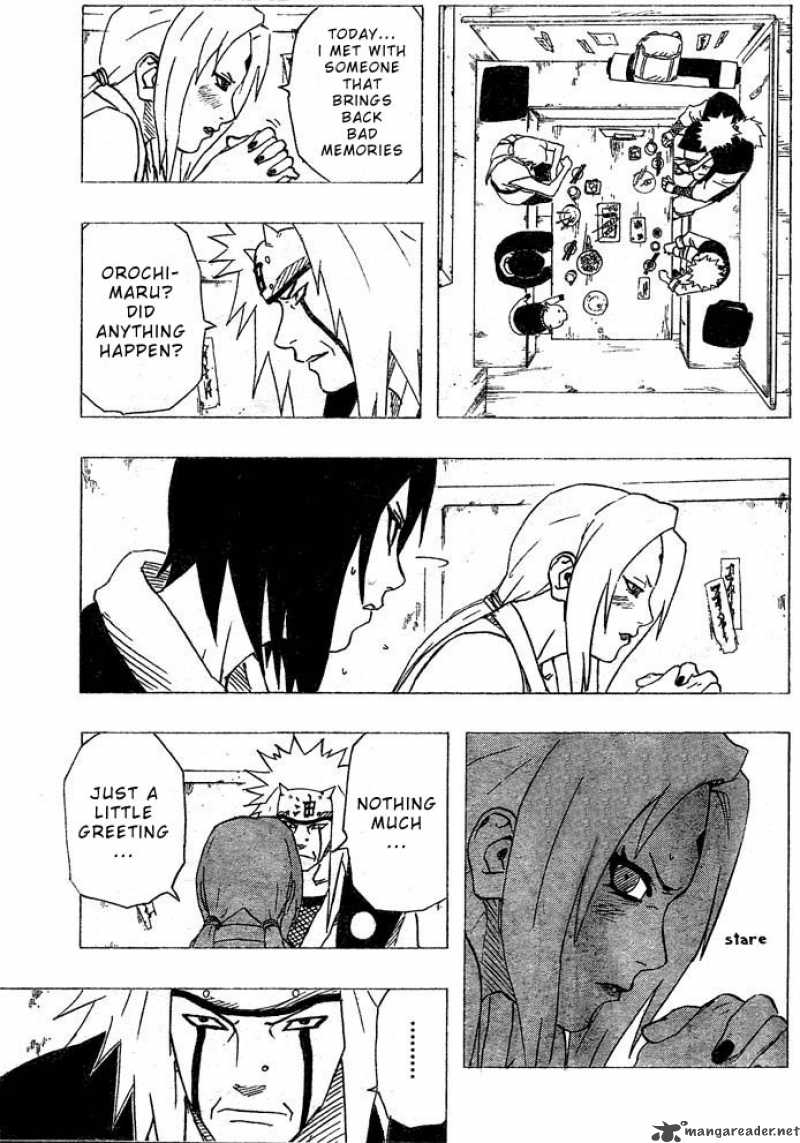 TODAY...
I MET WITH
SOMEONE
THAT
BRINGS
BACK
BAD
MEMORIES
OROCHI-
MARU?
DID
ANYTHING
HAPPEN?
stare
NOTHING
MUCH
...
油
JUST A
LITTLE
GREETING
...
.........
mangareader.net